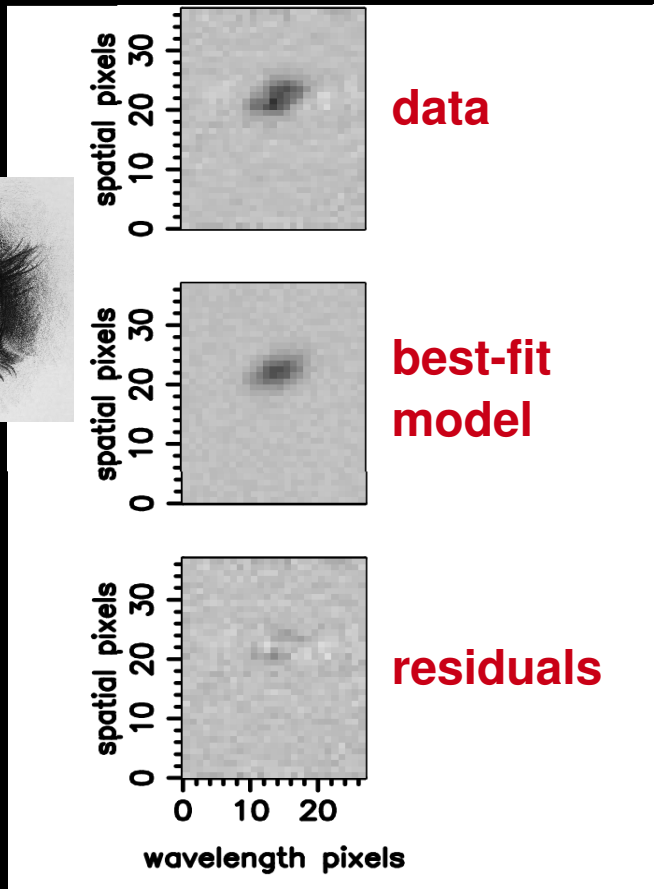 spatial pixels
0 10 20 30
data
spatial pixels
0 10 20 30
best-fit
model
spatial pixels
0 10 20 30
residuals
0 10 20
wavelength pixels